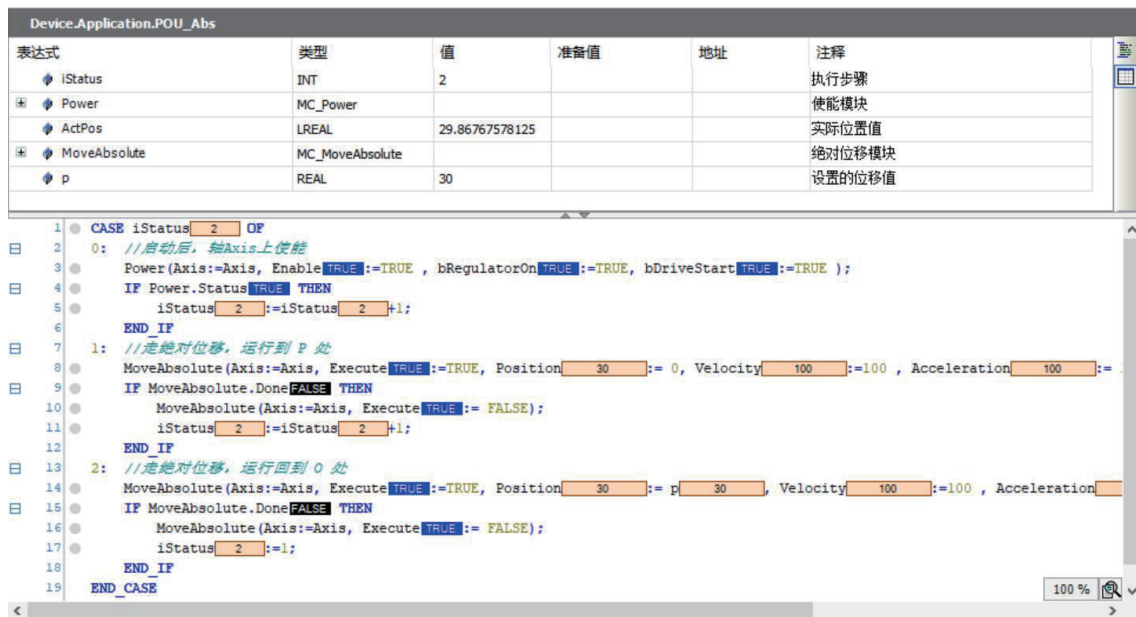 Device.Application.POU_Abs
表达式 类型 值 准备值 地址 注释
iStatus INT 2 执行步骤
Power MC_Power 使能模块
ActPos LREAL 29.86767578125 实际位置值
MoveAbsolute MC_MoveAbsolute 绝对位移模块
p REAL 30 设置的位移值
1 CASE iStatus 2 OF
2 0: //启动后，轴Axis上使能
3 Power(Axis:=Axis, Enable TRUE :=TRUE , bRegulatorOn TRUE :=TRUE, bDriveStart TRUE :=TRUE );
4 IF Power.Status TRUE THEN
5 iStatus 2 :=iStatus 2 +1;
6 END_IF
7 1: //走绝对位移，运行到 P 处
8 MoveAbsolute(Axis:=Axis, Execute TRUE :=TRUE, Position 30 := 0, Velocity 100 :=100 , Acceleration 100 :=
9 IF MoveAbsolute.Done FALSE THEN
10 MoveAbsolute(Axis:=Axis, Execute TRUE := FALSE);
11 iStatus 2 :=iStatus 2 +1;
12 END_IF
13 2: //走绝对位移，运行回到 O 处
14 MoveAbsolute(Axis:=Axis, Execute TRUE :=TRUE, Position 30 := p 30 , Velocity 100 :=100 , Acceleration
15 IF MoveAbsolute.Done FALSE THEN
16 MoveAbsolute(Axis:=Axis, Execute TRUE := FALSE);
17 iStatus 2 :=1;
18 END_IF
19 END_CASE
100 %